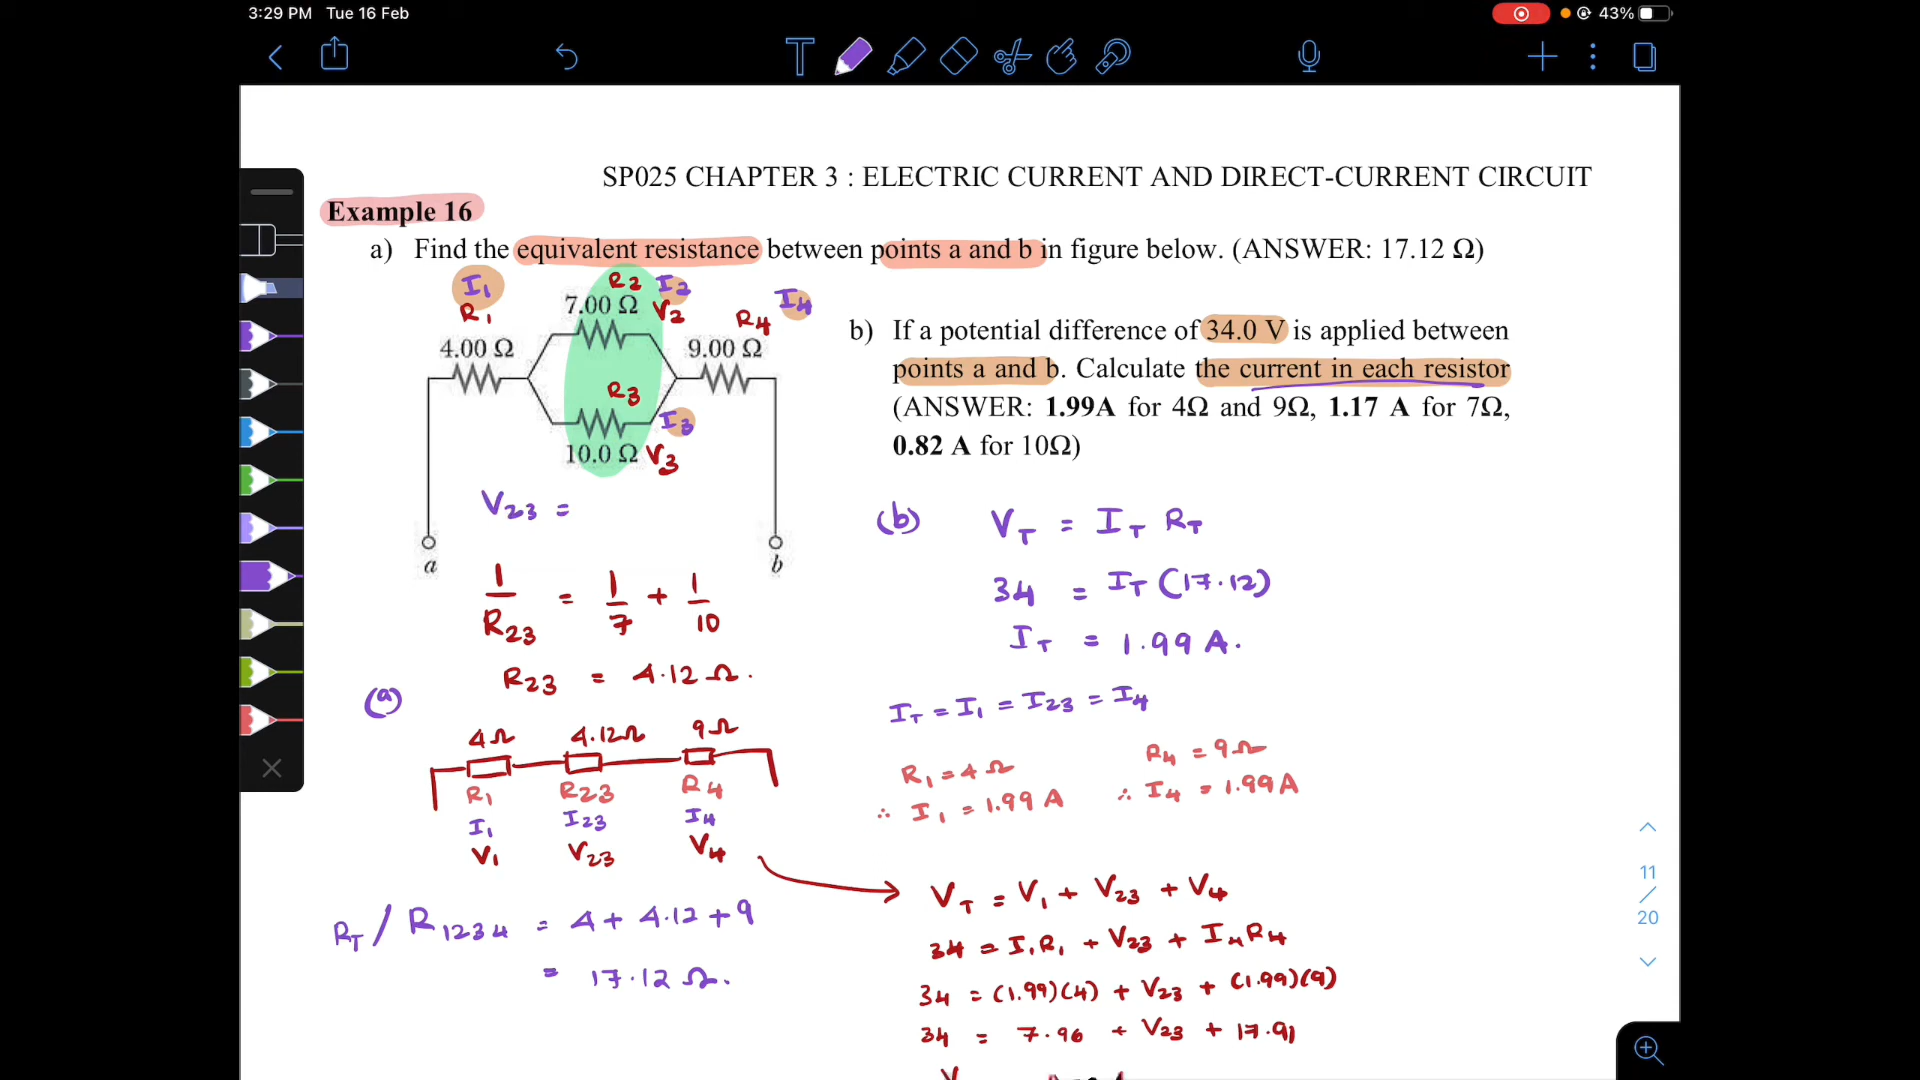 3:29 PM Tue 16 Feb
43%
SP025 CHAPTER 3 : ELECTRIC CURRENT AND DIRECT-CURRENT CIRCUIT
Example 16
a) Find the equivalent resistance between points a and b in figure below. (ANSWER: 17.12 Ω)
I1 R2 I2
R1 7.00 Ω V2 R4 I4
4.00 Ω 9.00 Ω
R3
I3
10.0 Ω V3
V23 =
a b
1/R23 = 1/7 + 1/10
R23 = 4.12 Ω.
(a)
4Ω 4.12Ω 9Ω
R1 R23 R4
I1 I23 I4
V1 V23 V4
RT / R1234 = 4 + 4.12 + 9
= 17.12 Ω.
b) If a potential difference of 34.0 V is applied between
points a and b. Calculate the current in each resistor
(ANSWER: 1.99A for 4Ω and 9Ω, 1.17 A for 7Ω,
0.82 A for 10Ω)
(b) VT = IT RT
34 = IT (17.12)
IT = 1.99 A.
IT = I1 = I23 = I4
R1 = 4 Ω R4 = 9 Ω
∴ I1 = 1.99 A ∴ I4 = 1.99 A
VT = V1 + V23 + V4
34 = I1R1 + V23 + I4R4
34 = (1.99)(4) + V23 + (1.99)(9)
34 = 7.96 + V23 + 17.91
11
/
20